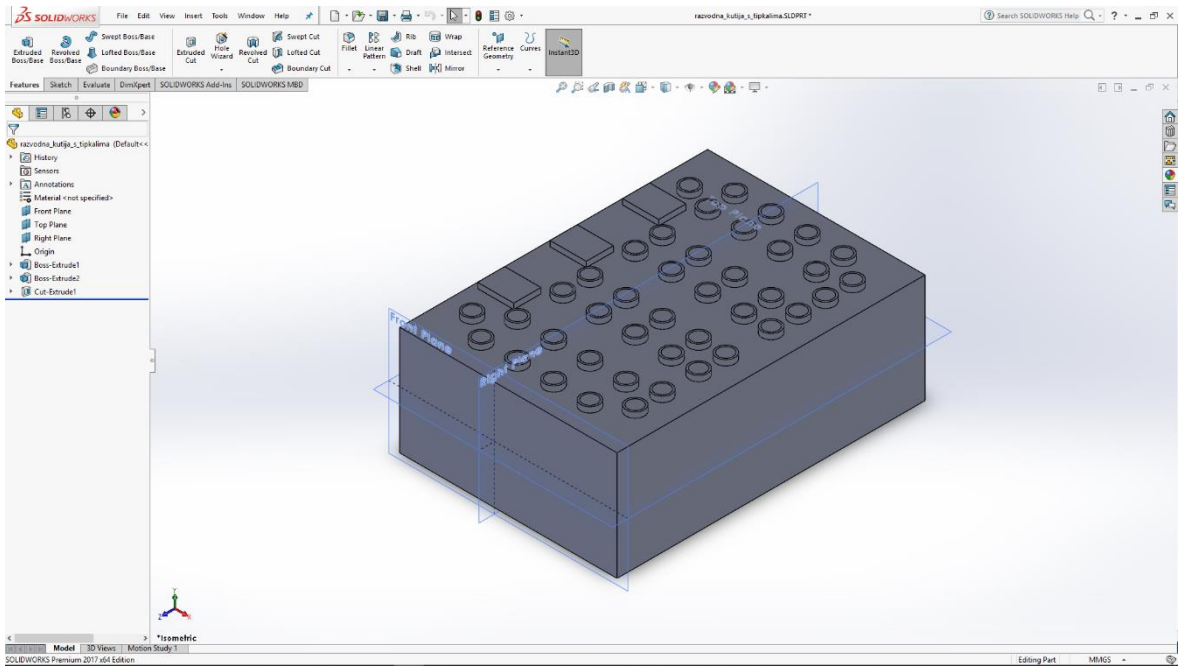 SOLIDWORKS File Edit View Insert Tools Window Help razvodna_kutija_s_tipkalima.SLDPRT * Search SOLIDWORKS Help
Extruded Boss/Base
Revolved Boss/Base
Swept Boss/Base
Lofted Boss/Base
Boundary Boss/Base
Extruded Cut
Hole Wizard
Revolved Cut
Swept Cut
Lofted Cut
Boundary Cut
Fillet
Linear Pattern
Rib
Draft
Shell
Wrap
Intersect
Mirror
Reference Geometry
Curves
Instant3D
Features Sketch Evaluate DimXpert SOLIDWORKS Add-Ins SOLIDWORKS MBD
razvodna_kutija_s_tipkalima (Default<<
History
Sensors
Annotations
Material <not specified>
Front Plane
Top Plane
Right Plane
Origin
Boss-Extrude1
Boss-Extrude2
Cut-Extrude1
Top Plane
Front Plane
Right Plane
Y
Z
X
*Isometric
Model 3D Views Motion Study 1
SOLIDWORKS Premium 2017 x64 Edition Editing Part MMGS